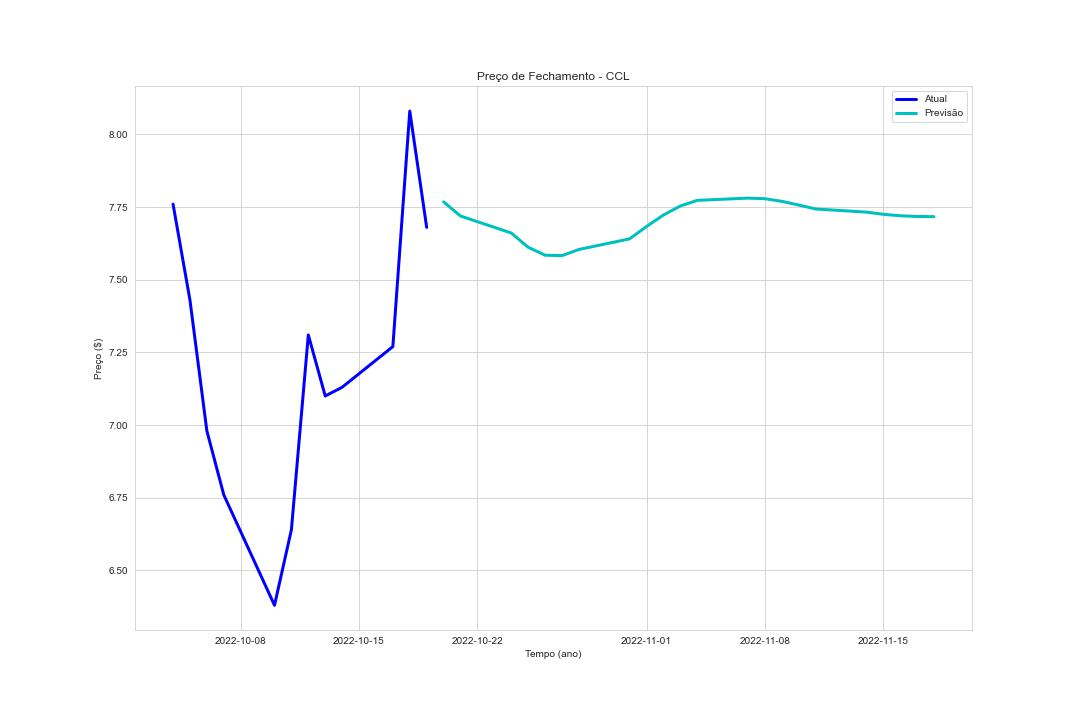 Preço de Fechamento - CCL
Atual
Previsão
8.00
7.75
7.50
7.25
7.00
6.75
6.50
Preço ($)
2022-10-08
2022-10-15
2022-10-22
2022-11-01
2022-11-08
2022-11-15
Tempo (ano)